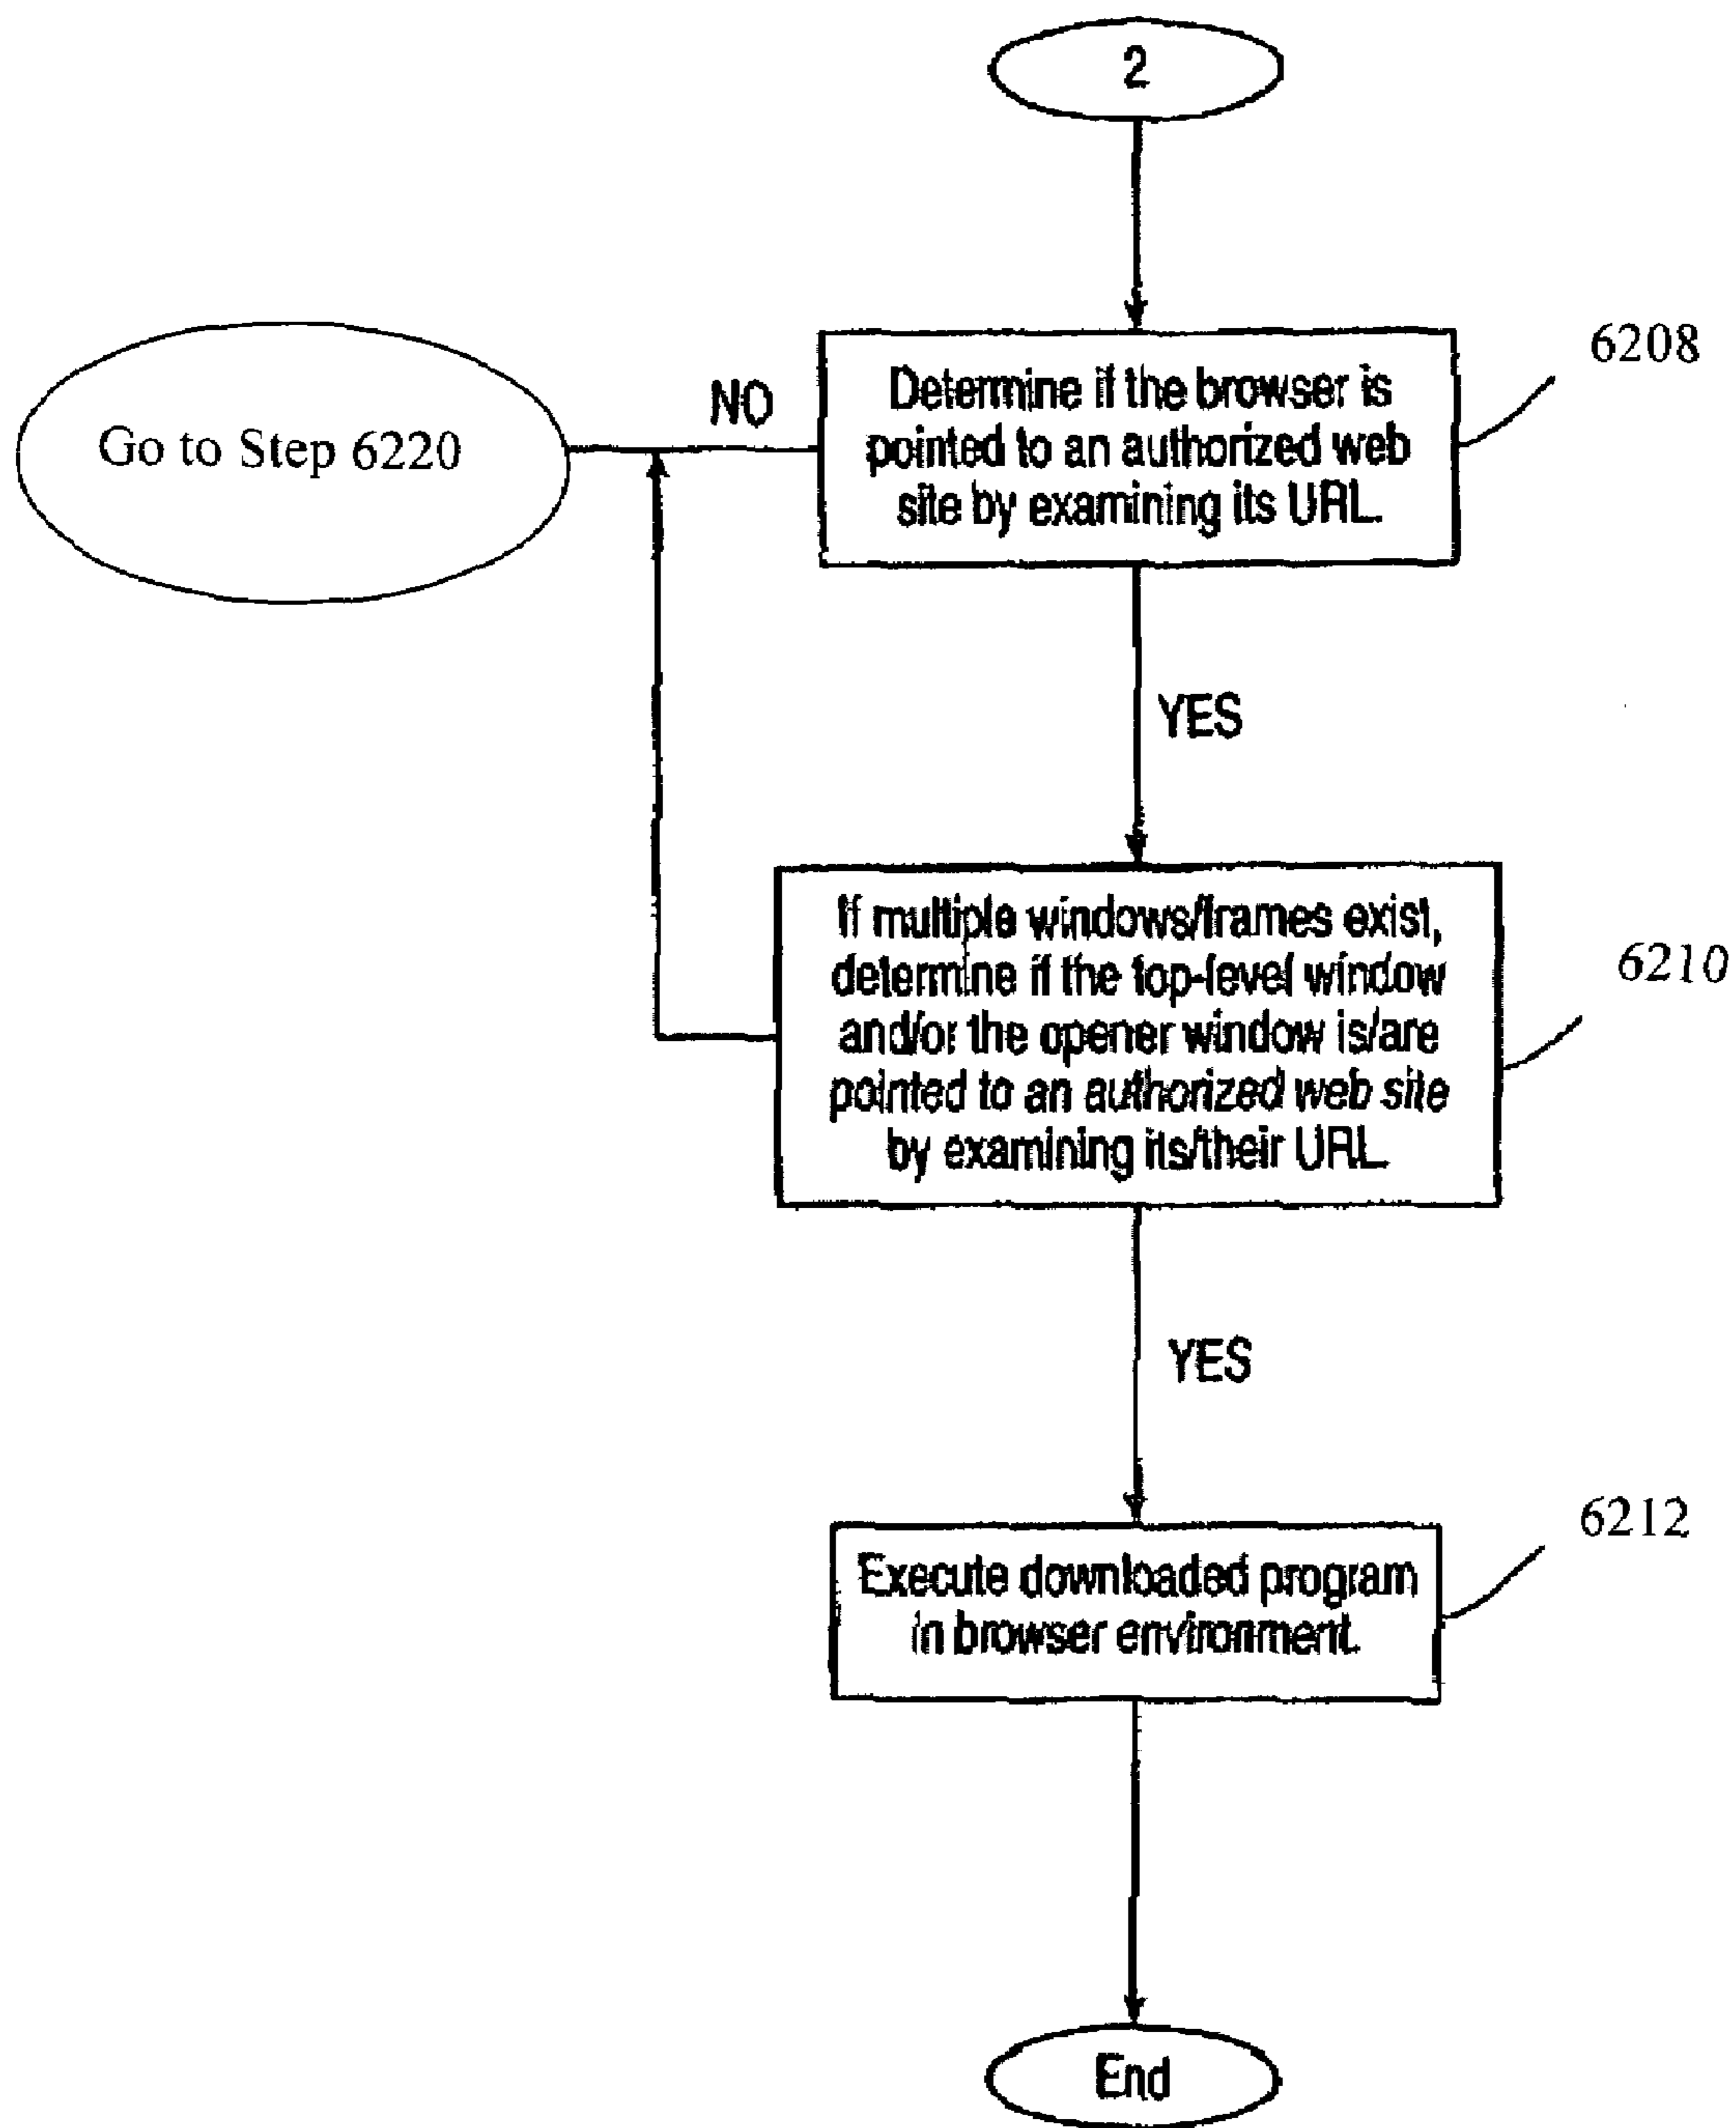 2
6208
NO
Determine if the browser is
pointed to an authorized web
site by examining its URL.
Go to Step 6220
YES
If multiple windows/frames exist,
determine if the top-level window
and/or the opener window is/are
pointed to an authorized web site
by examining its/their URL.
6210
YES
6212
Execute downloaded program
in browser environment.
End